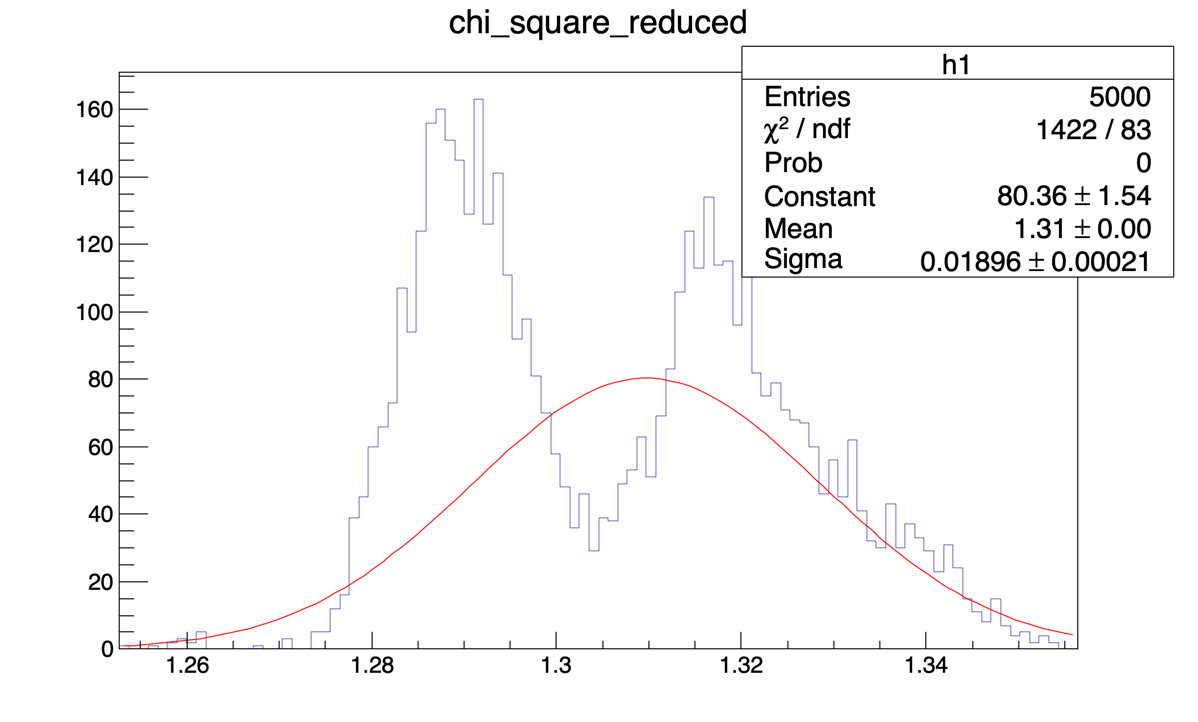 chi_square_reduced
h1
Entries 5000
χ² / ndf 1422 / 83
Prob 0
Constant 80.36 ± 1.54
Mean 1.31 ± 0.00
Sigma 0.01896 ± 0.00021
160
140
120
100
80
60
40
20
0
1.26 1.28 1.3 1.32 1.34